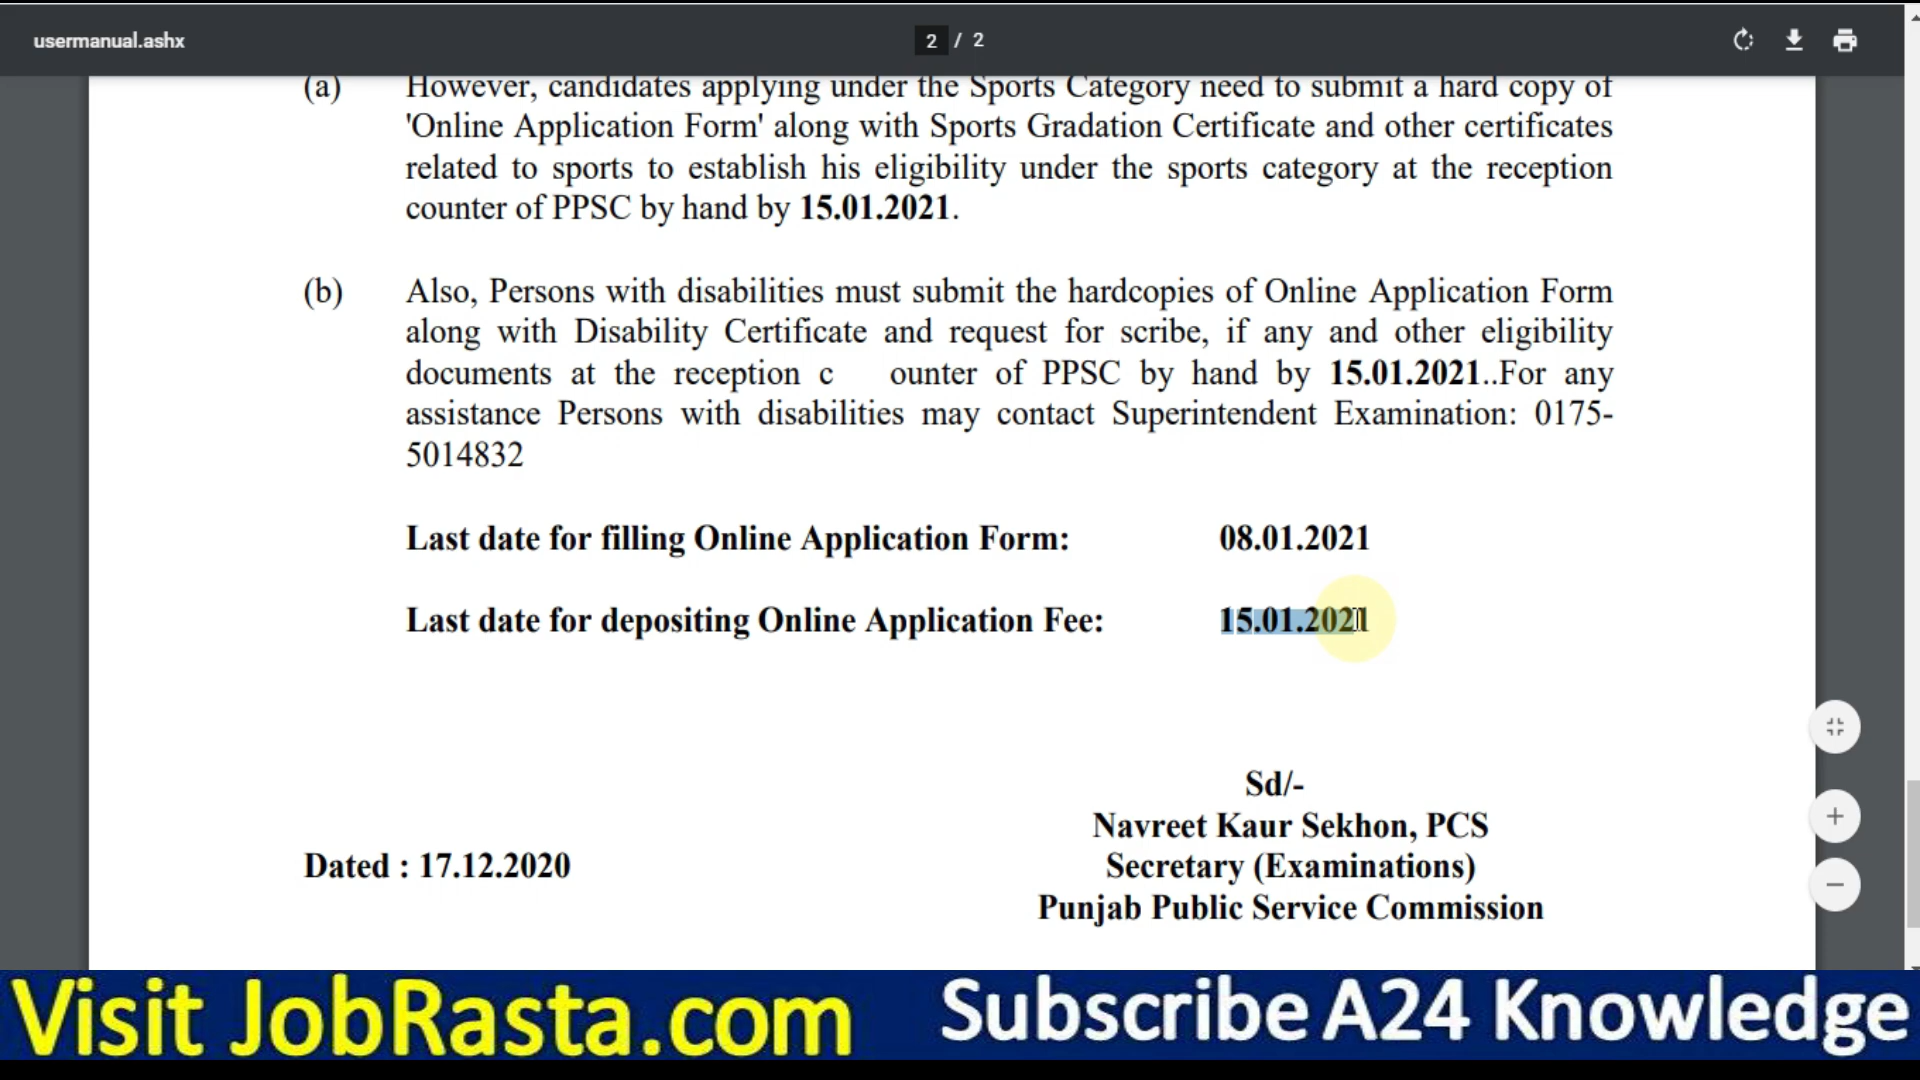 usermanual.ashx
2 / 2
(a) However, candidates applying under the Sports Category need to submit a hard copy of
'Online Application Form' along with Sports Gradation Certificate and other certificates
related to sports to establish his eligibility under the sports category at the reception
counter of PPSC by hand by 15.01.2021.
(b) Also, Persons with disabilities must submit the hardcopies of Online Application Form
along with Disability Certificate and request for scribe, if any and other eligibility
documents at the reception c ounter of PPSC by hand by 15.01.2021..For any
assistance Persons with disabilities may contact Superintendent Examination: 0175-
5014832
Last date for filling Online Application Form: 08.01.2021
Last date for depositing Online Application Fee: 15.01.2021
Sd/-
Navreet Kaur Sekhon, PCS
Dated : 17.12.2020 Secretary (Examinations)
Punjab Public Service Commission
Visit JobRasta.com Subscribe A24 Knowledge